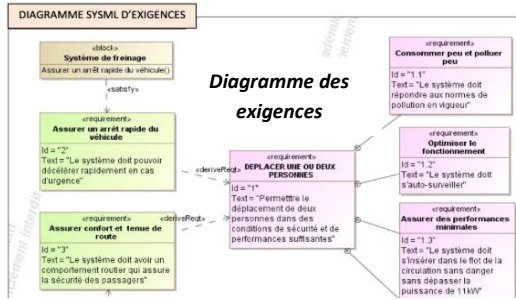 DIAGRAMME SYSML D'EXIGENCES
«block»
Système de freinage
Assurer un arrêt rapide du véhicule()
«satisfy»
Diagramme des
exigences
«requirement»
Consommer peu et polluer
peu
Id = "1.1"
Text = "Le système doit
répondre aux normes de
pollution en vigueur"
«requirement»
Assurer un arrêt rapide du
véhicule
Id = "2"
Text = "Le système doit pouvoir
décélérer rapidement en cas
d'urgence"
«deriveReqt»
«requirement»
DEPLACER UNE OU DEUX
PERSONNES
Id = "1"
Text = "Permettre le
déplacement de deux
personnes dans des
conditions de sécurité et de
performances suffisantes"
«requirement»
Optimiser le
fonctionnement
Id = "1.2"
Text = "Le système doit
s'auto-surveiller"
«requirement»
Assurer confort et tenue de
route
Id = "3"
Text = "Le système doit avoir un
comportement routier qui assure
la sécurité des passagers"
«deriveReqt»
«requirement»
Assurer des performances
minimales
Id = "1.3"
Text = "Le système doit
s'insérer dans le flot de la
circulation sans danger
sans dépasser la
puissance de 11kW"